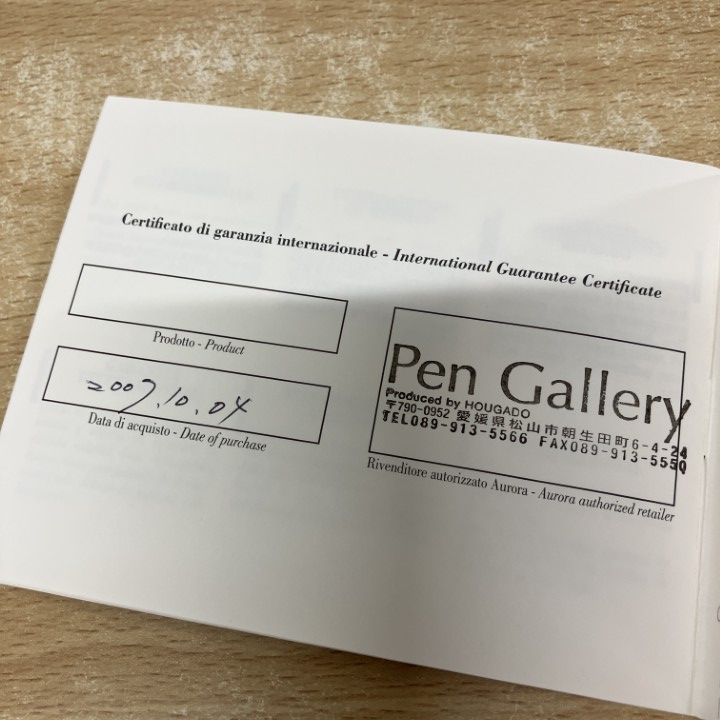 Certificato di garanzia internazionale - International Guarantee Certificate
Prodotto - Product
2007.10.04
Data di acquisto - Date of purchase
Pen Gallery
Produced by HOUGADO
〒790-0952 愛媛県松山市朝生田町6-4-24
TEL089-913-5566 FAX089-913-5550
Rivenditore autorizzato Aurora - Aurora authorized retailer